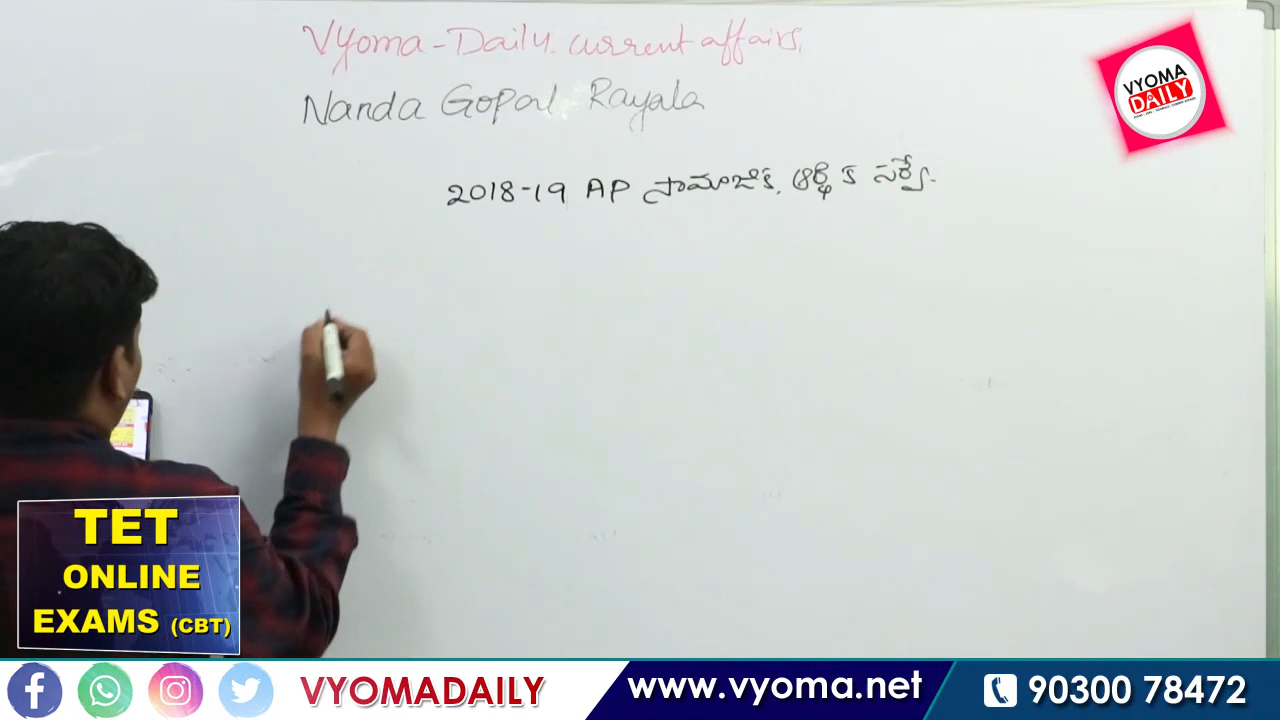 Vyoma - Daily current affairs,
Nanda Gopal Rayala
2018-19 AP సామాజిక, ఆర్థిక సర్వే.
VYOMA
DAILY
TET
ONLINE
EXAMS (CBT)
VYOMADAILY
www.vyoma.net
90300 78472